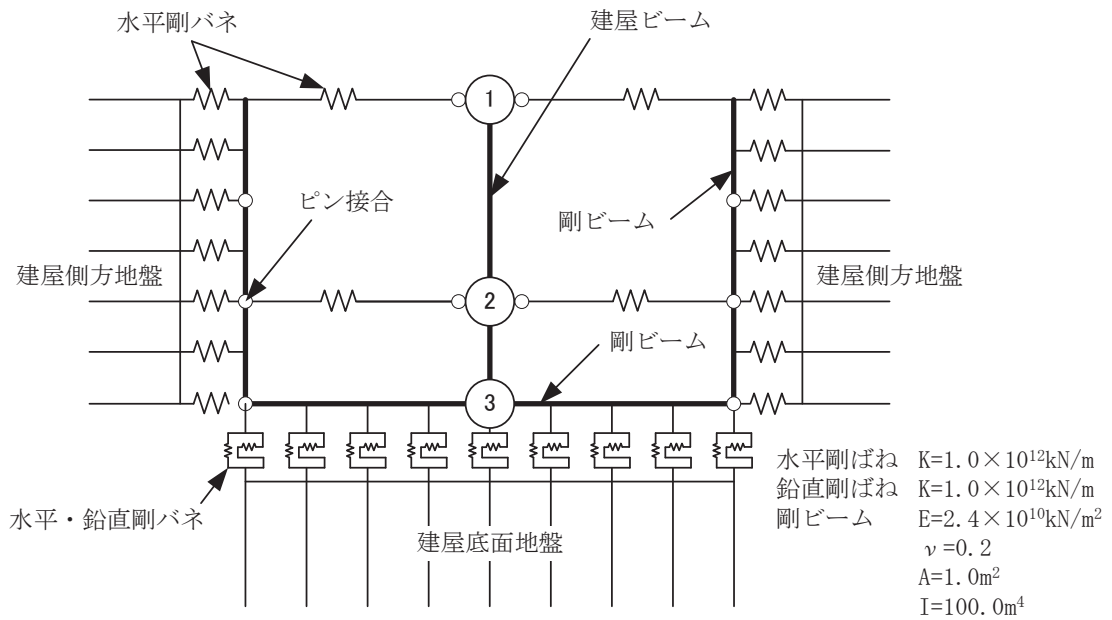 水平剛バネ
建屋ビーム
1
ピン接合
剛ビーム
建屋側方地盤
建屋側方地盤
2
剛ビーム
3
水平・鉛直剛バネ
建屋底面地盤
水平剛ばね K=1.0×10¹²kN/m
鉛直剛ばね K=1.0×10¹²kN/m
剛ビーム E=2.4×10¹⁰kN/m²
ν=0.2
A=1.0m²
I=100.0m⁴